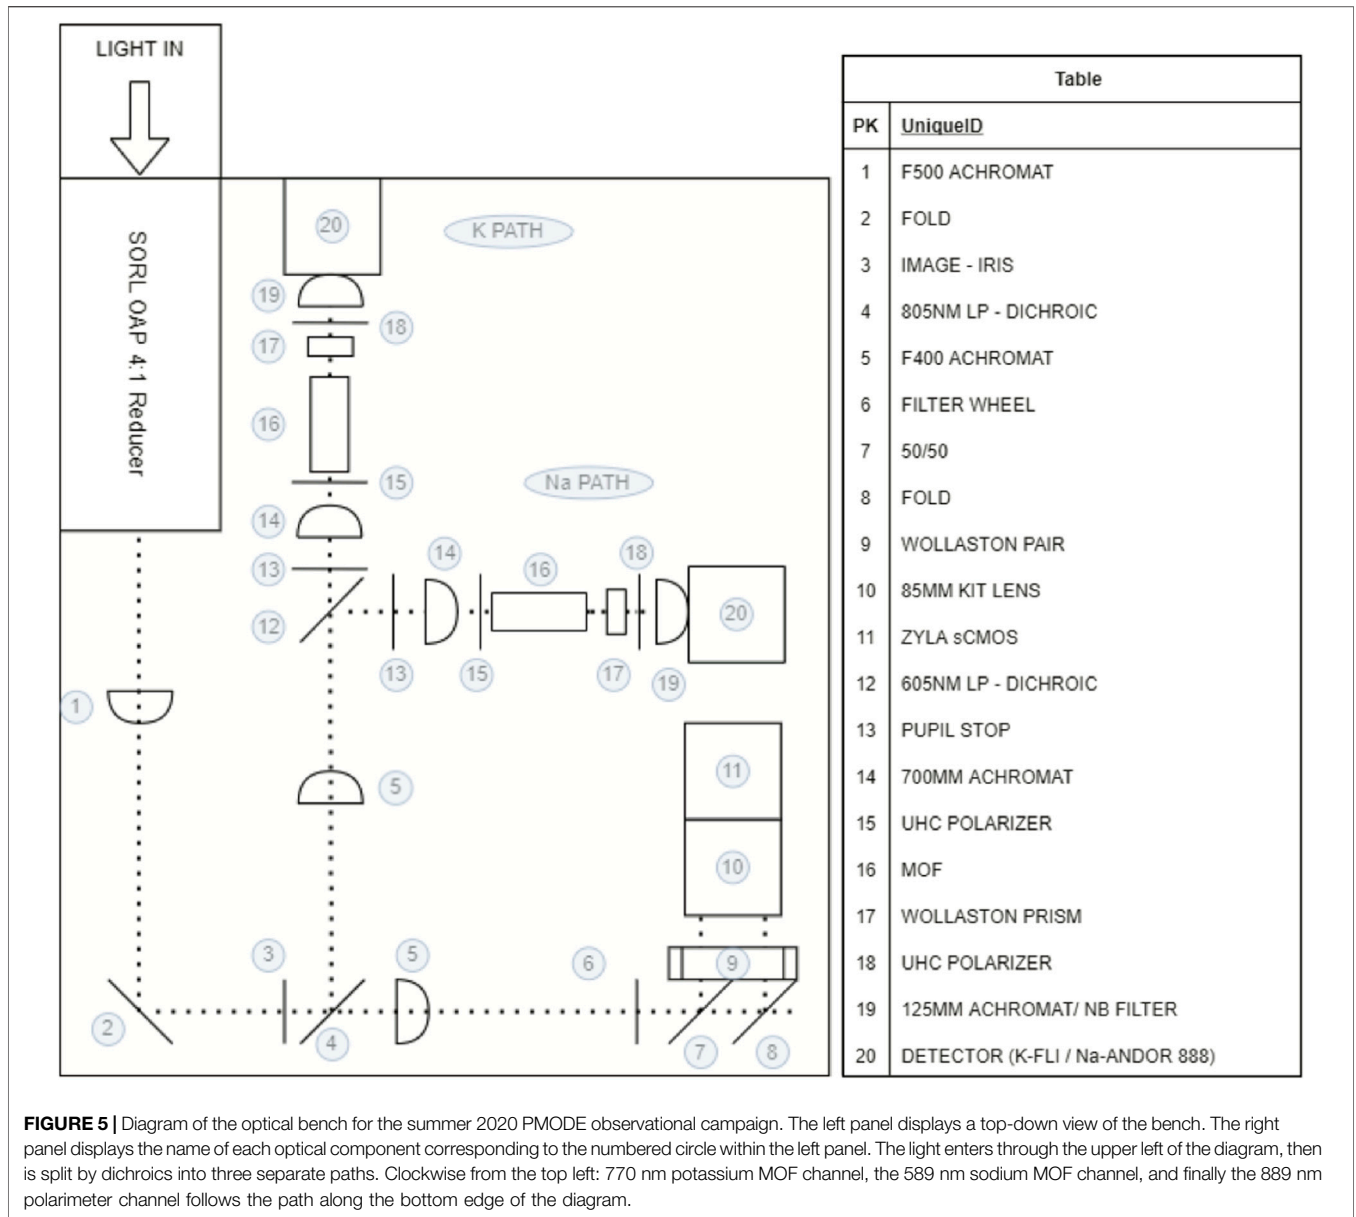 LIGHT IN
SORL OAP 4:1 Reducer
20
K PATH
19
18
17
16
15
Na PATH
14
13
12
14
16
18
20
13
15
17
19
1
5
11
10
3
5
6
9
2
4
7
8
Table
PK UniqueID
1 F500 ACHROMAT
2 FOLD
3 IMAGE - IRIS
4 805NM LP - DICHROIC
5 F400 ACHROMAT
6 FILTER WHEEL
7 50/50
8 FOLD
9 WOLLASTON PAIR
10 85MM KIT LENS
11 ZYLA sCMOS
12 605NM LP - DICHROIC
13 PUPIL STOP
14 700MM ACHROMAT
15 UHC POLARIZER
16 MOF
17 WOLLASTON PRISM
18 UHC POLARIZER
19 125MM ACHROMAT/ NB FILTER
20 DETECTOR (K-FLI / Na-ANDOR 888)
FIGURE 5 | Diagram of the optical bench for the summer 2020 PMODE observational campaign. The left panel displays a top-down view of the bench. The right
panel displays the name of each optical component corresponding to the numbered circle within the left panel. The light enters through the upper left of the diagram, then
is split by dichroics into three separate paths. Clockwise from the top left: 770 nm potassium MOF channel, the 589 nm sodium MOF channel, and finally the 889 nm
polarimeter channel follows the path along the bottom edge of the diagram.